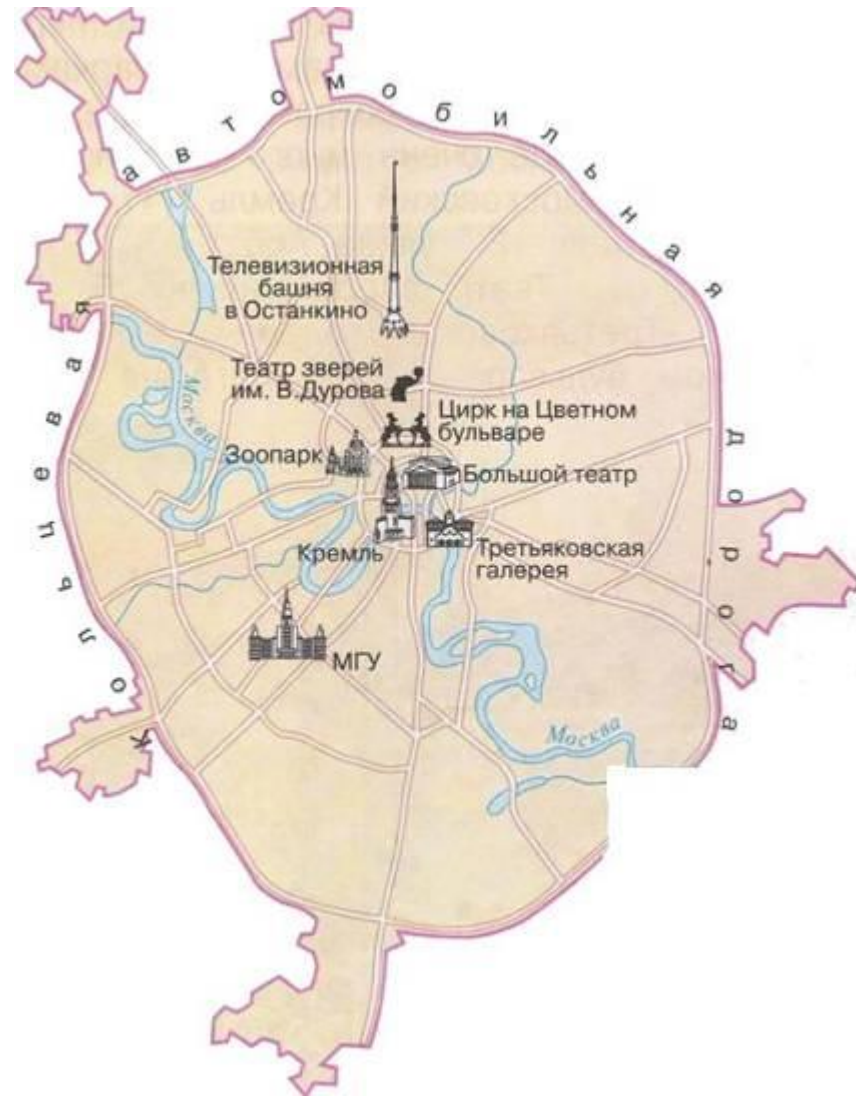 кольцевая автомобильная дорога
Телевизионная
башня
в Останкино
Москва
Театр зверей
им. В.Дурова
Цирк на Цветном
бульваре
Зоопарк
Большой театр
Кремль
Третьяковская
галерея
МГУ
Москва